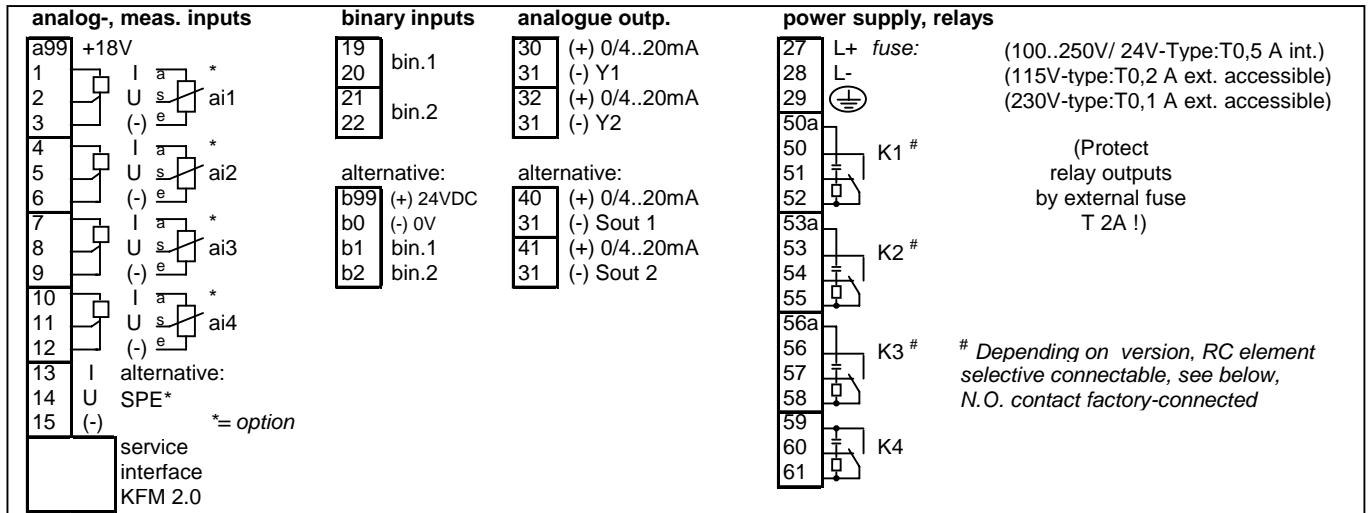 analog-, meas. inputs
a99 +18V
1 I a *
2 U s ai1
3 (-) e
4 I a *
5 U s ai2
6 (-) e
7 I a *
8 U s ai3
9 (-) e
10 I a *
11 U s ai4
12 (-) e
13 I alternative:
14 U SPE*
15 (-) *= option
service
interface
KFM 2.0
binary inputs
19
20 bin.1
21
22 bin.2
alternative:
b99 (+) 24VDC
b0 (-) 0V
b1 bin.1
b2 bin.2
analogue outp.
30 (+) 0/4..20mA
31 (-) Y1
32 (+) 0/4..20mA
31 (-) Y2
alternative:
40 (+) 0/4..20mA
31 (-) Sout 1
41 (+) 0/4..20mA
31 (-) Sout 2
power supply, relays
27 L+ fuse: (100..250V/ 24V-Type:T0,5 A int.)
28 L- (115V-type:T0,2 A ext. accessible)
29 (230V-type:T0,1 A ext. accessible)
50a
50 K1 #
51
52
53a
53 K2 #
54
55
56a
56 K3 #
57
58
59
60 K4
61
(Protect
relay outputs
by external fuse
T 2A !)
# Depending on version, RC element
selective connectable, see below,
N.O. contact factory-connected